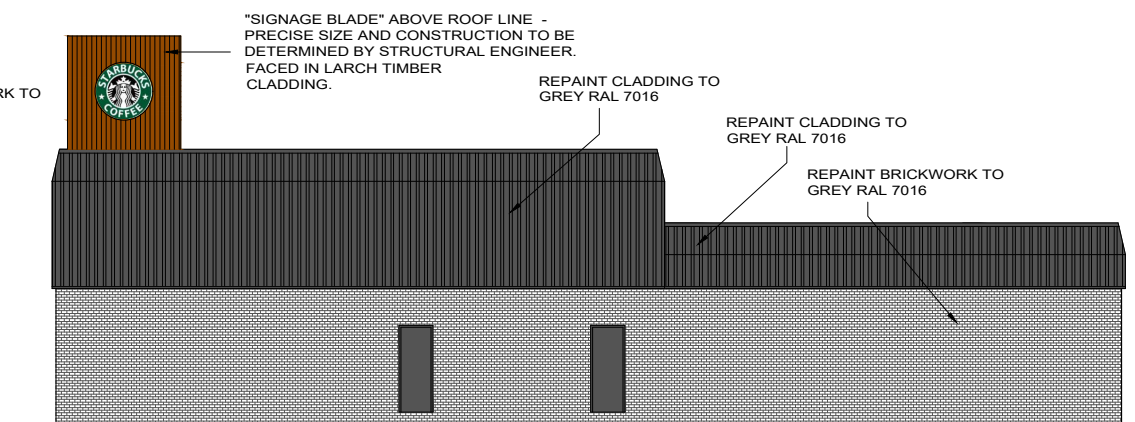 "SIGNAGE BLADE" ABOVE ROOF LINE -
PRECISE SIZE AND CONSTRUCTION TO BE
DETERMINED BY STRUCTURAL ENGINEER.
FACED IN LARCH TIMBER
CLADDING.
RK TO
STARBUCKS
COFFEE
REPAINT CLADDING TO
GREY RAL 7016
REPAINT CLADDING TO
GREY RAL 7016
REPAINT BRICKWORK TO
GREY RAL 7016